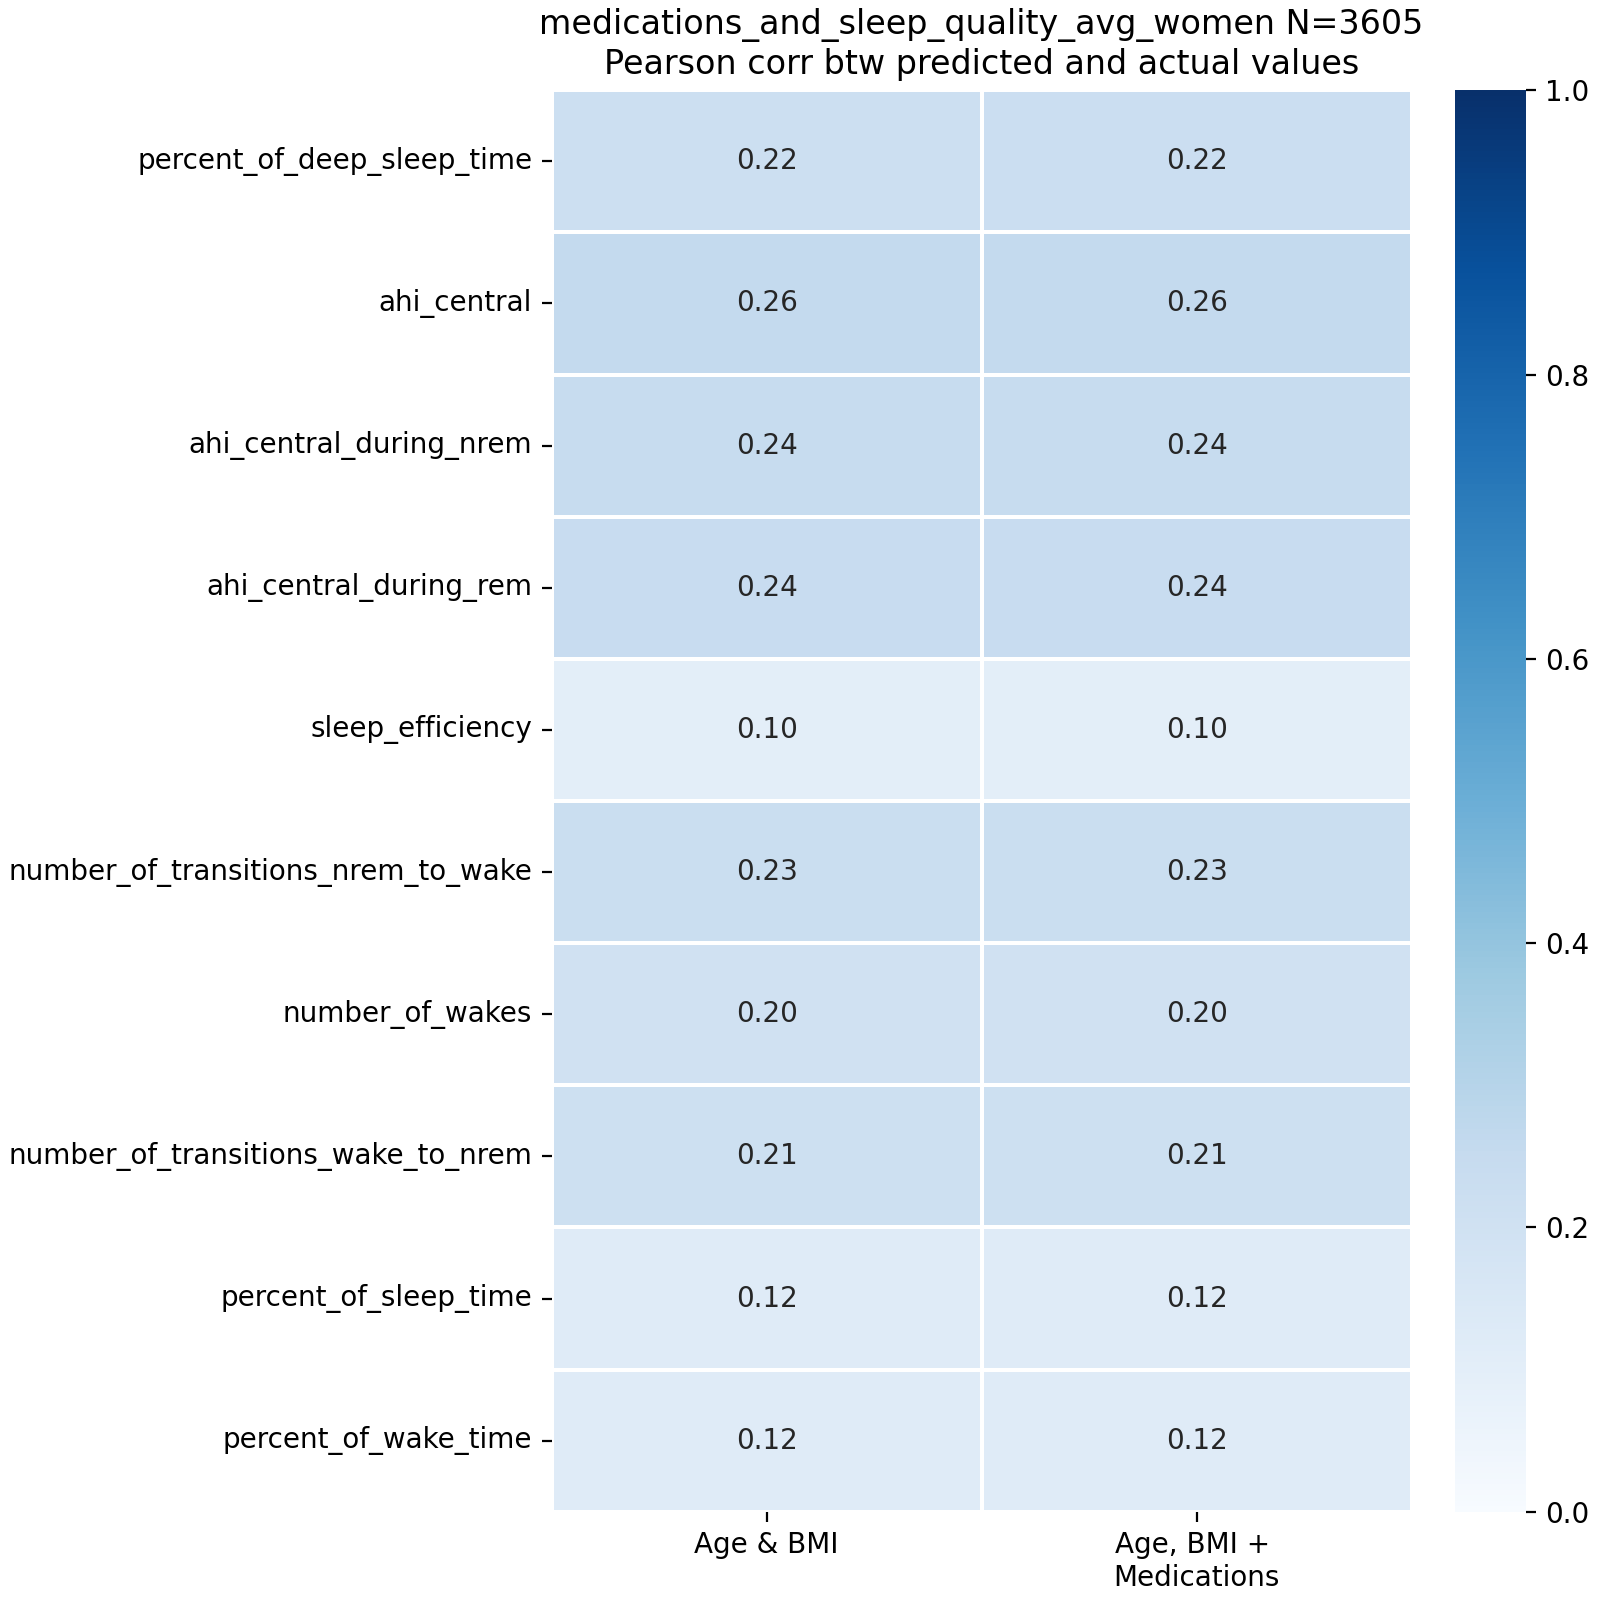 medications_and_sleep_quality_avg_women N=3605
Pearson corr btw predicted and actual values
percent_of_deep_sleep_time 0.22 0.22
ahi_central 0.26 0.26
ahi_central_during_nrem 0.24 0.24
ahi_central_during_rem 0.24 0.24
sleep_efficiency 0.10 0.10
number_of_transitions_nrem_to_wake 0.23 0.23
number_of_wakes 0.20 0.20
number_of_transitions_wake_to_nrem 0.21 0.21
percent_of_sleep_time 0.12 0.12
percent_of_wake_time 0.12 0.12
Age & BMI
Age, BMI +
Medications
1.0
0.8
0.6
0.4
0.2
0.0